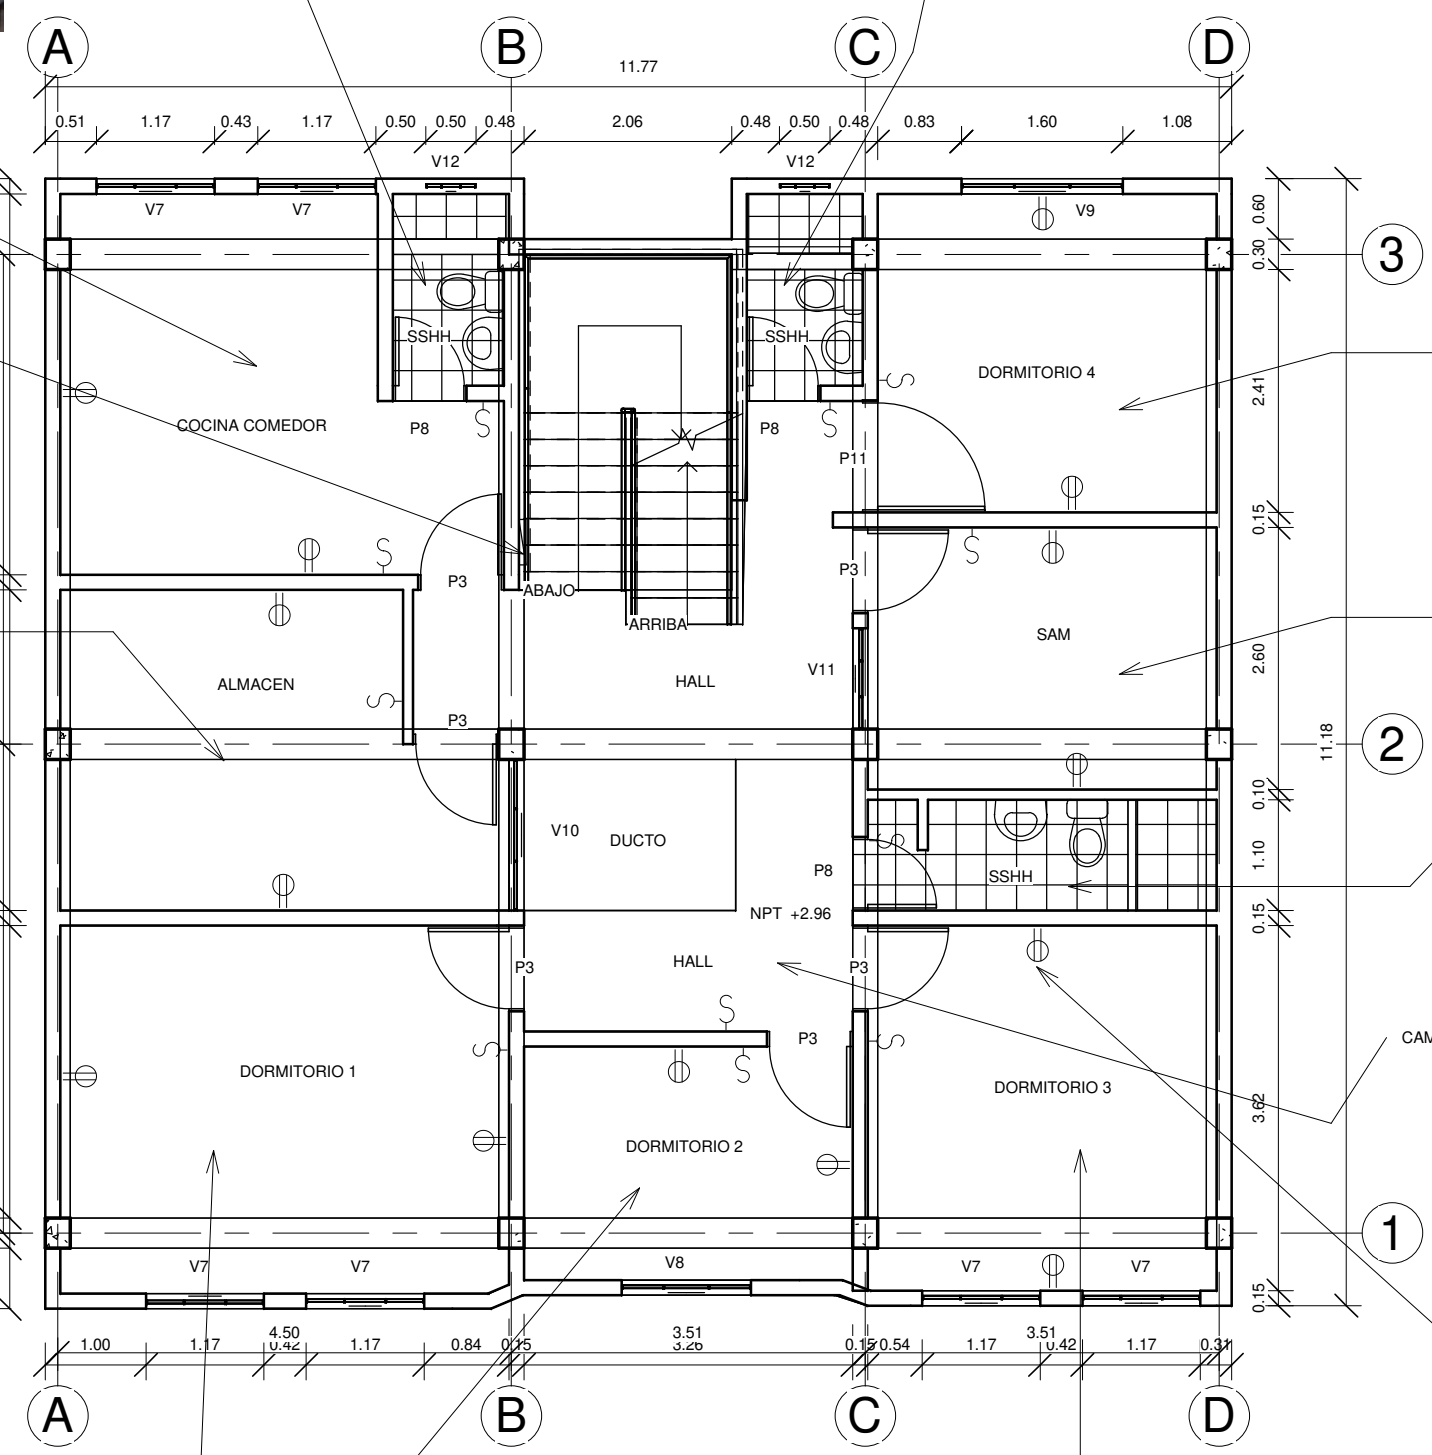 A B C D
11.77
0.51 1.17 0.43 1.17 0.50 0.50 0.48 2.06 0.48 0.50 0.48 0.83 1.60 1.08
V12 V12
V7 V7 V9
0.60
3
0.30
SSHH SSHH
DORMITORIO 4
2.41
COCINA COMEDOR P8 P8
P11
0.15
P3 P3
ABAJO
ARRIBA
SAM
2.60
HALL V11
ALMACEN
P3
2
11.18
0.10
V10 DUCTO
1.10
P8 SSHH
NPT +2.96
0.15
P3 HALL P3
P3
CAM
DORMITORIO 1
DORMITORIO 3
3.62
DORMITORIO 2
1
V7 V7 V8 V7 V7
0.15
4.50 3.51 3.51
1.00 1.17 0.42 1.17 0.84 0.15 3.26 0.15 0.54 1.17 0.42 1.17 0.31
A B C D